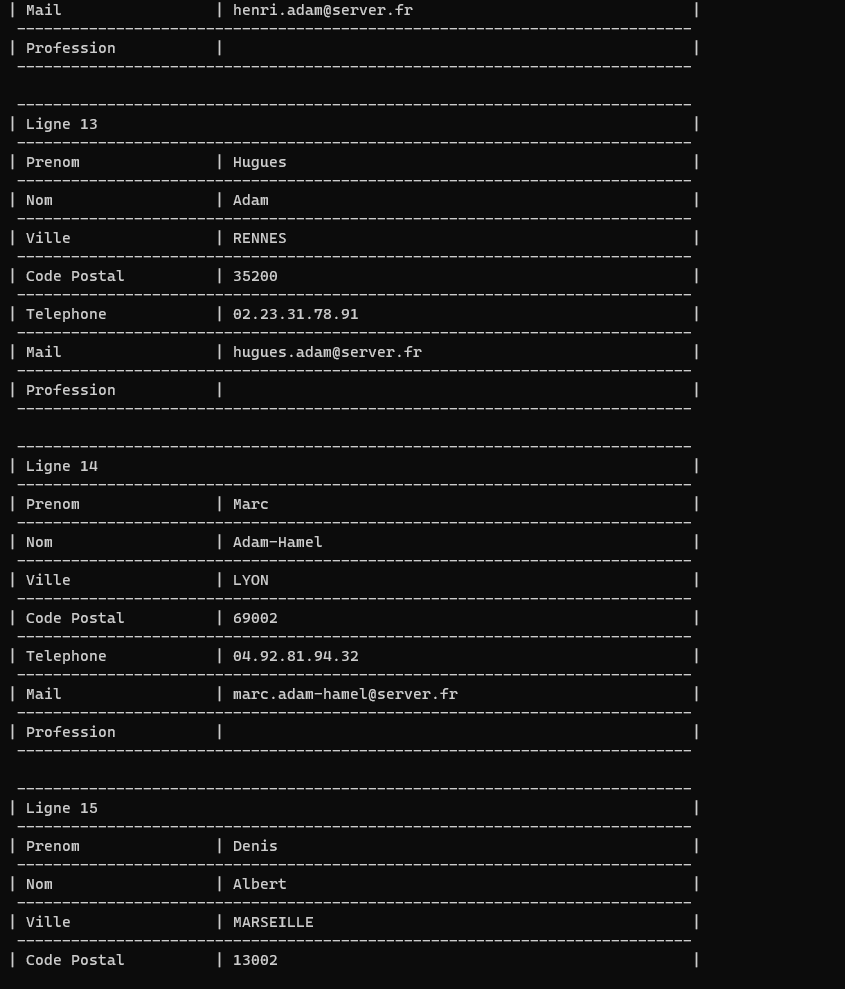 | Mail | henri.adam@server.fr |
| Profession | |
| Ligne 13 |
| Prenom | Hugues |
| Nom | Adam |
| Ville | RENNES |
| Code Postal | 35200 |
| Telephone | 02.23.31.78.91 |
| Mail | hugues.adam@server.fr |
| Profession | |
| Ligne 14 |
| Prenom | Marc |
| Nom | Adam-Hamel |
| Ville | LYON |
| Code Postal | 69002 |
| Telephone | 04.92.81.94.32 |
| Mail | marc.adam-hamel@server.fr |
| Profession | |
| Ligne 15 |
| Prenom | Denis |
| Nom | Albert |
| Ville | MARSEILLE |
| Code Postal | 13002 |